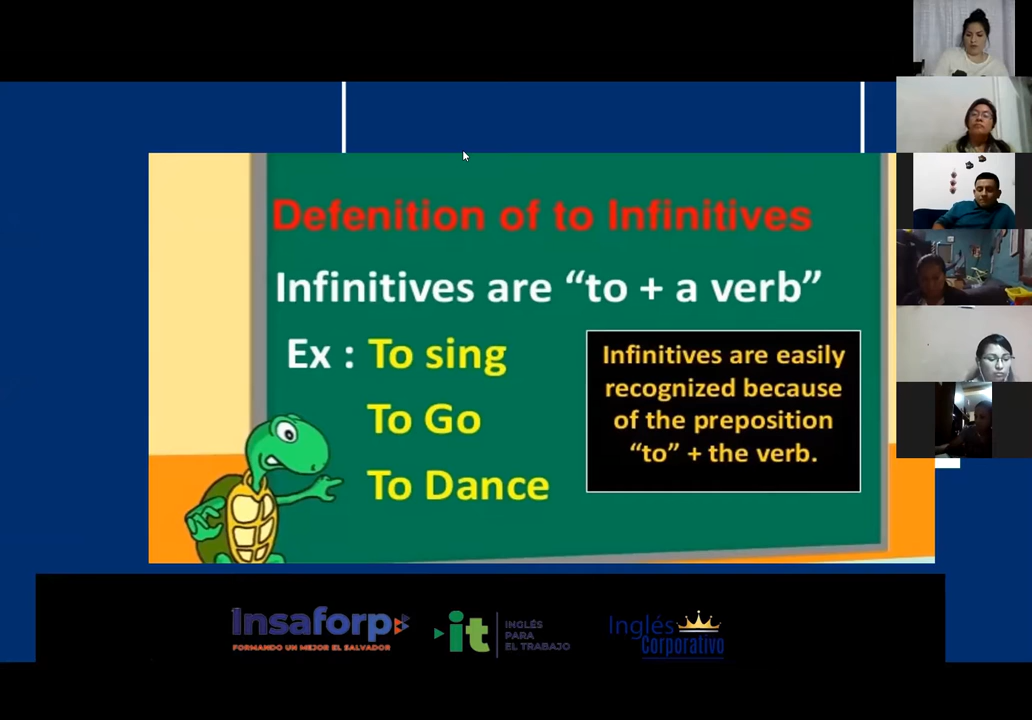 Defenition of to Infinitives
Infinitives are “to + a verb”
Ex : To sing
To Go
To Dance
Infinitives are easily
recognized because
of the preposition
“to” + the verb.
Insaforp
FORMANDO UN MEJOR EL SALVADOR
it
INGLÉS
PARA
EL TRABAJO
Inglés
Corporativo